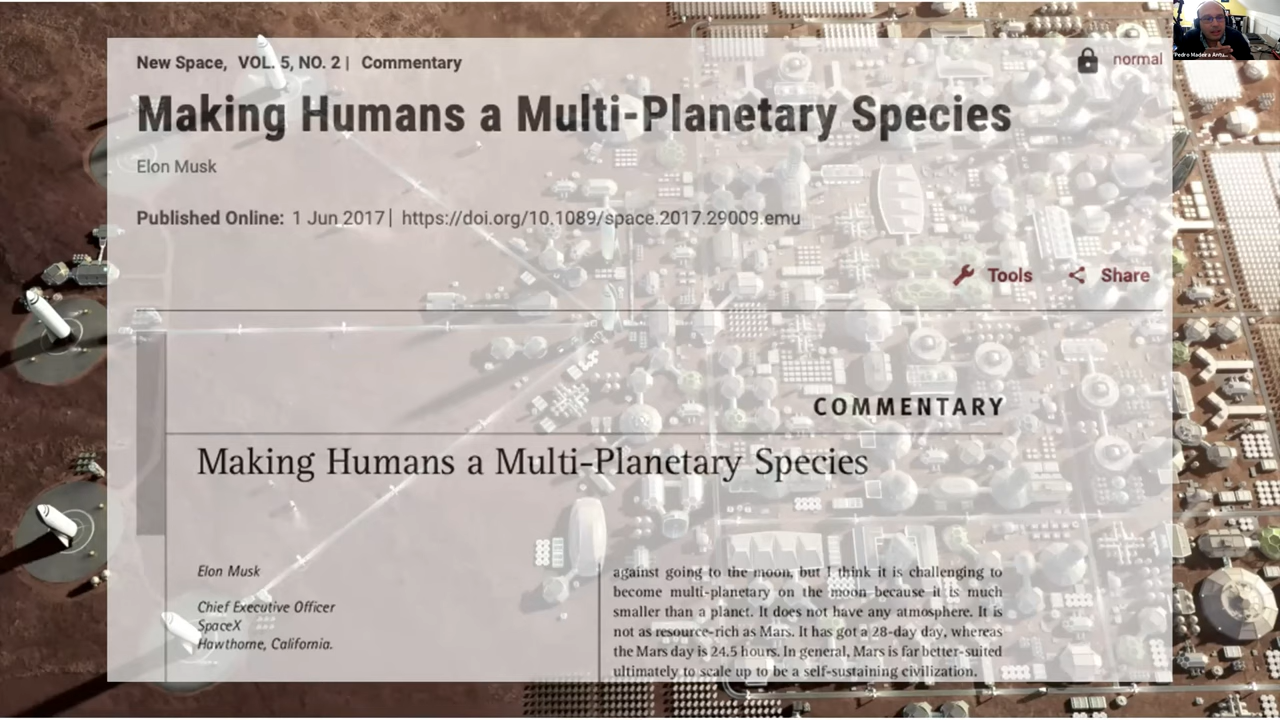 New Space, VOL. 5, NO. 2 | Commentary
normal
Making Humans a Multi-Planetary Species
Elon Musk
Published Online: 1 Jun 2017 | https://doi.org/10.1089/space.2017.29009.emu
Tools
Share
COMMENTARY
Making Humans a Multi-Planetary Species
Elon Musk
Chief Executive Officer
SpaceX
Hawthorne, California.
against going to the moon, but I think it is challenging to
become multi-planetary on the moon because it is much
smaller than a planet. It does not have any atmosphere. It is
not as resource-rich as Mars. It has got a 28-day day, whereas
the Mars day is 24.5 hours. In general, Mars is far better-suited
ultimately to scale up to be a self-sustaining civilization.
Pedro Madeira Antu...